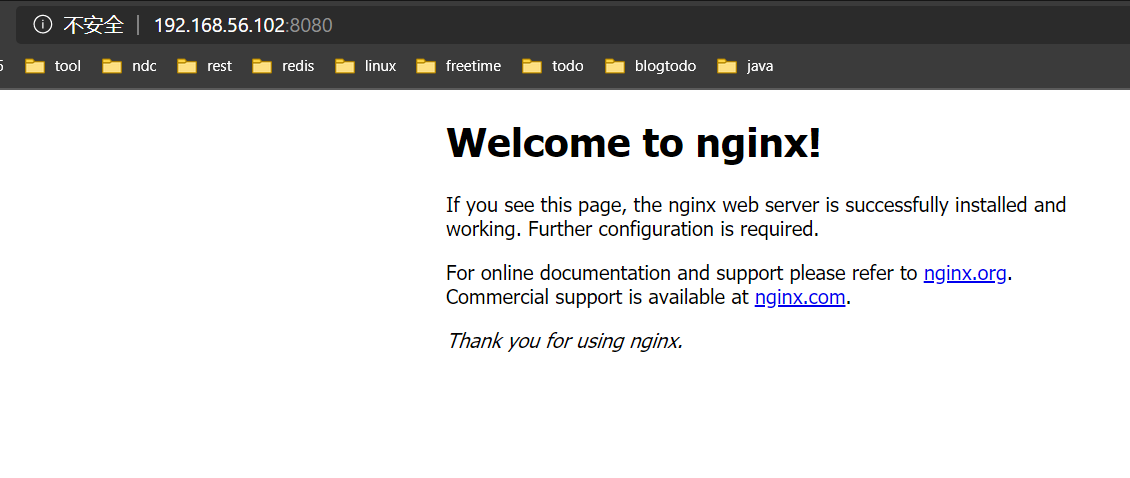 不安全 | 192.168.56.102:8080
tool ndc rest redis linux freetime todo blogtodo java
Welcome to nginx!
If you see this page, the nginx web server is successfully installed and
working. Further configuration is required.
For online documentation and support please refer to nginx.org.
Commercial support is available at nginx.com.
Thank you for using nginx.